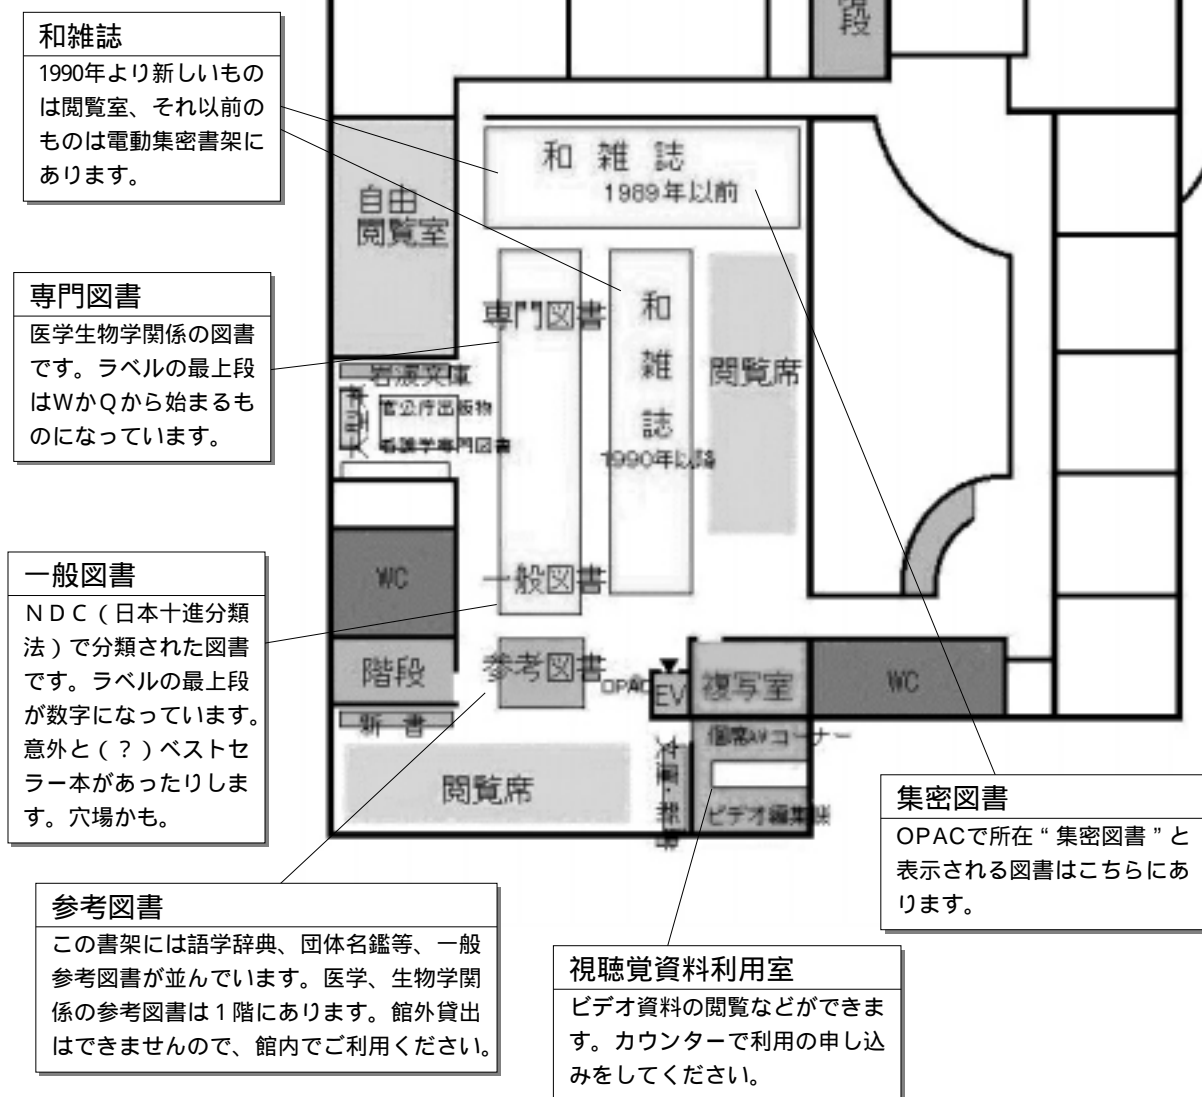 和雑誌
1990年より新しいもの
は閲覧室、それ以前の
ものは電動集密書架に
あります。
専門図書
医学生物学関係の図書
です。ラベルの最上段
はWかQから始まるも
のになっています。
一般図書
ＮＤＣ（日本十進分類
法）で分類された図書
です。ラベルの最上段
が数字になっています。
意外と（？）ベストセ
ラー本があったりしま
す。穴場かも。
参考図書
この書架には語学辞典、団体名鑑等、一般
参考図書が並んでいます。医学、生物学関
係の参考図書は１階にあります。館外貸出
はできませんので、館内でご利用ください。
視聴覚資料利用室
ビデオ資料の閲覧などができま
す。カウンターで利用の申し込
みをしてください。
集密図書
OPACで所在“集密図書”と
表示される図書はこちらにあ
ります。
階段
和 雑 誌
1989年以前
自由
閲覧室
専門図書
和雑誌
1990年以降
閲覧席
岩波文庫
官公庁出版物
看護学専門図書
WC
一般図書
階段
参考図書
OPAC
EV
複写室
WC
新 書
閲覧席
個席AVコーナー
ビデオ編集機